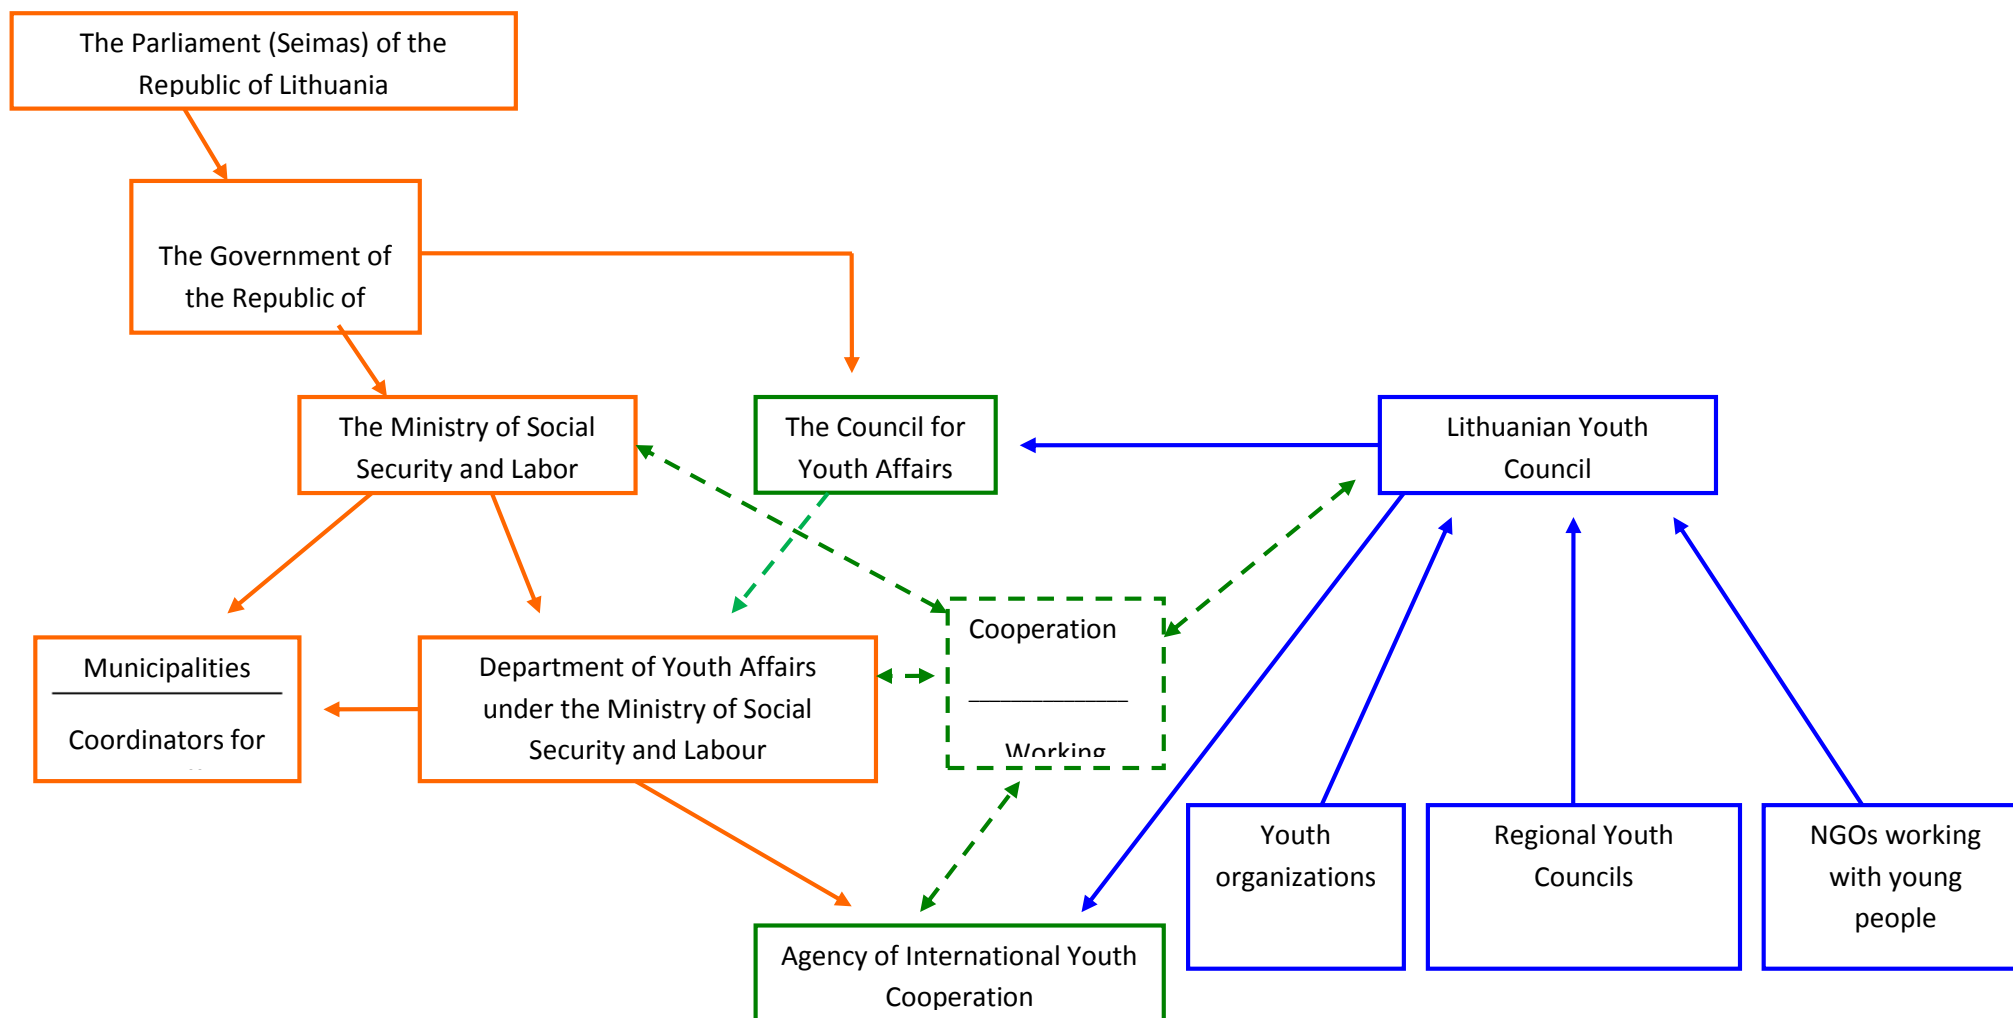 The Parliament (Seimas) of the
Republic of Lithuania
The Government of
the Republic of
The Ministry of Social
Security and Labor
The Council for
Youth Affairs
Lithuanian Youth
Council
Municipalities
Coordinators for
Department of Youth Affairs
under the Ministry of Social
Security and Labour
Cooperation
Working
Youth
organizations
Regional Youth
Councils
NGOs working
with young
people
Agency of International Youth
Cooperation